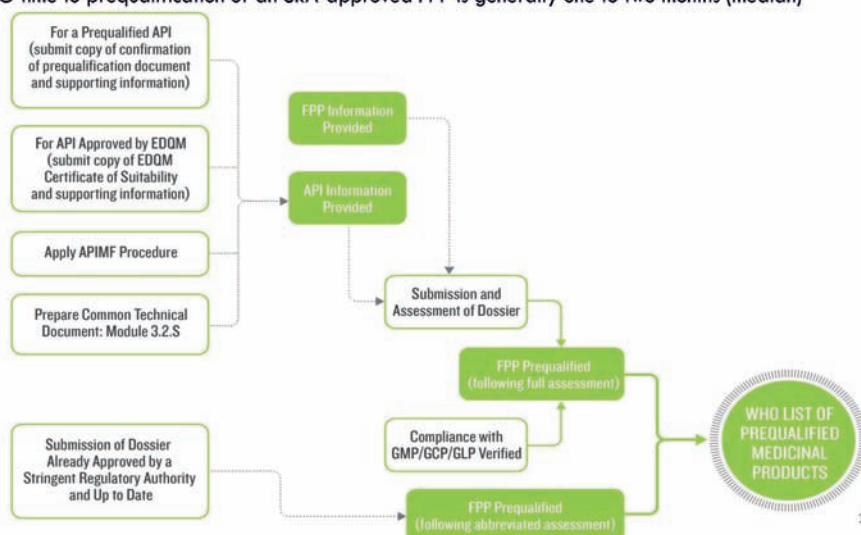 For a Prequalified API
(submit copy of confirmation
of prequalification document
and supporting information)
FPP Information
Provided
For API Approved by EDQM
(submit copy of EDQM
Certificate of Suitability
and supporting information)
API Information
Provided
Apply APIMF Procedure
Submission and
Assessment of Dossier
Prepare Common Technical
Document: Module 3.2.S
FPP Prequalified
(following full assessment)
WHO LIST OF
PREQUALIFIED
MEDICINAL
PRODUCTS
Compliance with
GMP/GCP/GLP Verified
Submission of Dossier
Already Approved by a
Stringent Regulatory Authority
and Up to Date
FPP Prequalified
(following abbreviated assessment)